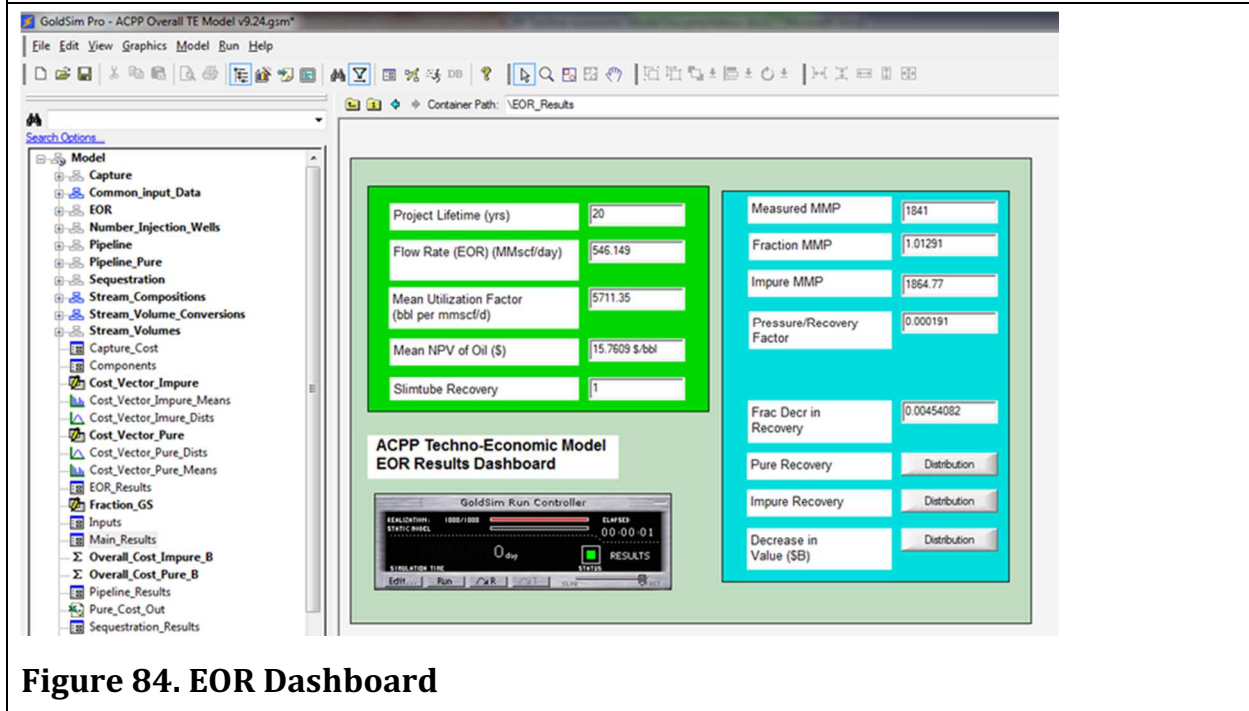 GoldSim Pro - ACPP Overall TE Model v9.24.gsm*
File Edit View Graphics Model Run Help
DB
Container Path: \EOR_Results
Search Options...
Model
Capture
Common_input_Data
EOR
Number_Injection_Wells
Pipeline
Pipeline_Pure
Sequestration
Stream_Compositions
Stream_Volume_Conversions
Stream_Volumes
Capture_Cost
Components
Cost_Vector_Impure
Cost_Vector_Impure_Means
Cost_Vector_Imure_Dists
Cost_Vector_Pure
Cost_Vector_Pure_Dists
Cost_Vector_Pure_Means
EOR_Results
Fraction_GS
Inputs
Main_Results
Σ Overall_Cost_Impure_B
Σ Overall_Cost_Pure_B
Pipeline_Results
Pure_Cost_Out
Sequestration_Results
Project Lifetime (yrs) 20
Flow Rate (EOR) (MMscf/day) 546.149
Mean Utilization Factor 5711.35
(bbl per mmscf/d)
Mean NPV of Oil ($) 15.7609 $/bbl
Slimtube Recovery 1
ACPP Techno-Economic Model
EOR Results Dashboard
GoldSim Run Controller
REALIZATION: 1000/1000 ELAPSED
STATIC MODEL 00:00:01
0 day RESULTS
SIMULATION TIME STATUS
Edit... Run R T SLOW FAST
Measured MMP 1841
Fraction MMP 1.01291
Impure MMP 1864.77
Pressure/Recovery 0.000191
Factor
Frac Decr in 0.00454082
Recovery
Pure Recovery Distribution
Impure Recovery Distribution
Decrease in Distribution
Value ($B)
Figure 84. EOR Dashboard